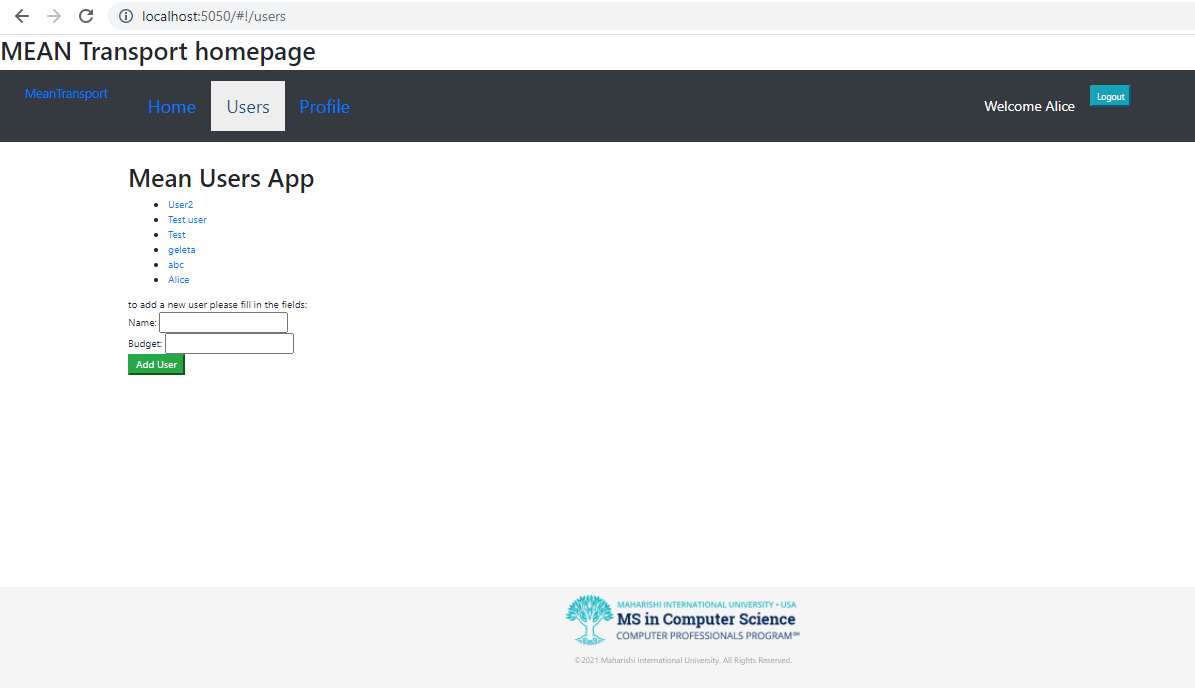 localhost:5050/#!/users
MEAN Transport homepage
MeanTransport Home Users Profile Welcome Alice Logout
Mean Users App
User2
Test user
Test
geleta
abc
Alice
to add a new user please fill in the fields:
Name:
Budget:
Add User
MAHARISHI INTERNATIONAL UNIVERSITY • USA
MS in Computer Science
COMPUTER PROFESSIONALS PROGRAM℠
©2021 Maharishi International University. All Rights Reserved.